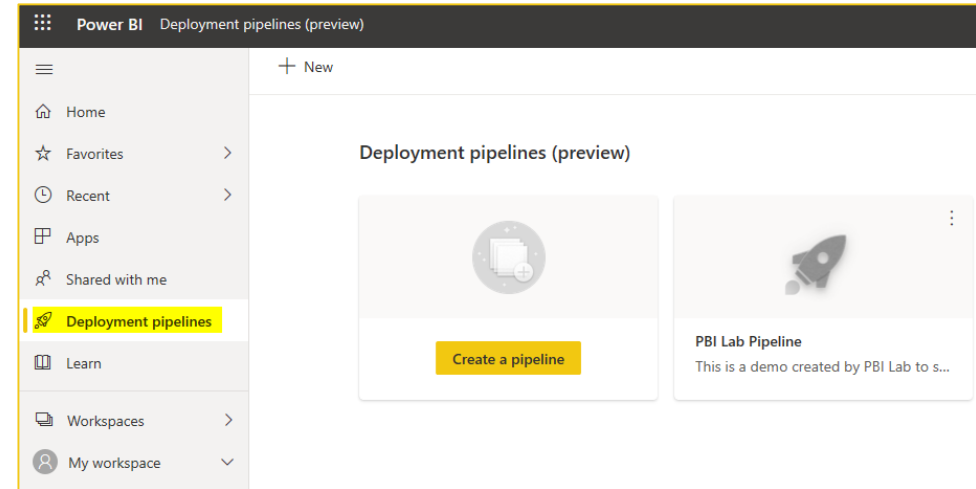 Power BI Deployment pipelines (preview)
New
Home
Favorites
Recent
Apps
Shared with me
Deployment pipelines
Learn
Workspaces
My workspace
Deployment pipelines (preview)
Create a pipeline
PBI Lab Pipeline
This is a demo created by PBI Lab to s...